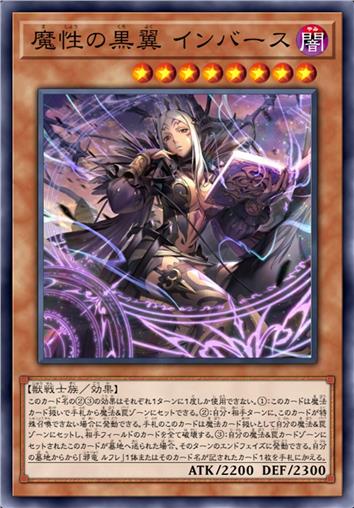 魔性の黒翼 インバース 闇
【獣戦士族/効果】
このカード名の②③の効果はそれぞれ1ターンに1度しか使用できない。①:このカードは魔法
カード扱いで手札から魔法&罠ゾーンにセットできる。②:自分・相手ターンに、このカードが特
殊召喚できない場合に発動できる。手札のこのカードは魔法カード扱いとして自分の魔法&罠
ゾーンにセットし、相手フィールドのカードを全て破壊する。③:自分の魔法&罠カードゾーンにセ
ットされたこのカードが墓地へ送られた場合、そのターンのエンドフェイズに発動できる。自分
の墓地からから「邪竜 ルフレ」1体またはそのカード名が記されたカード1枚を手札に加える。
ATK/2200 DEF/2300